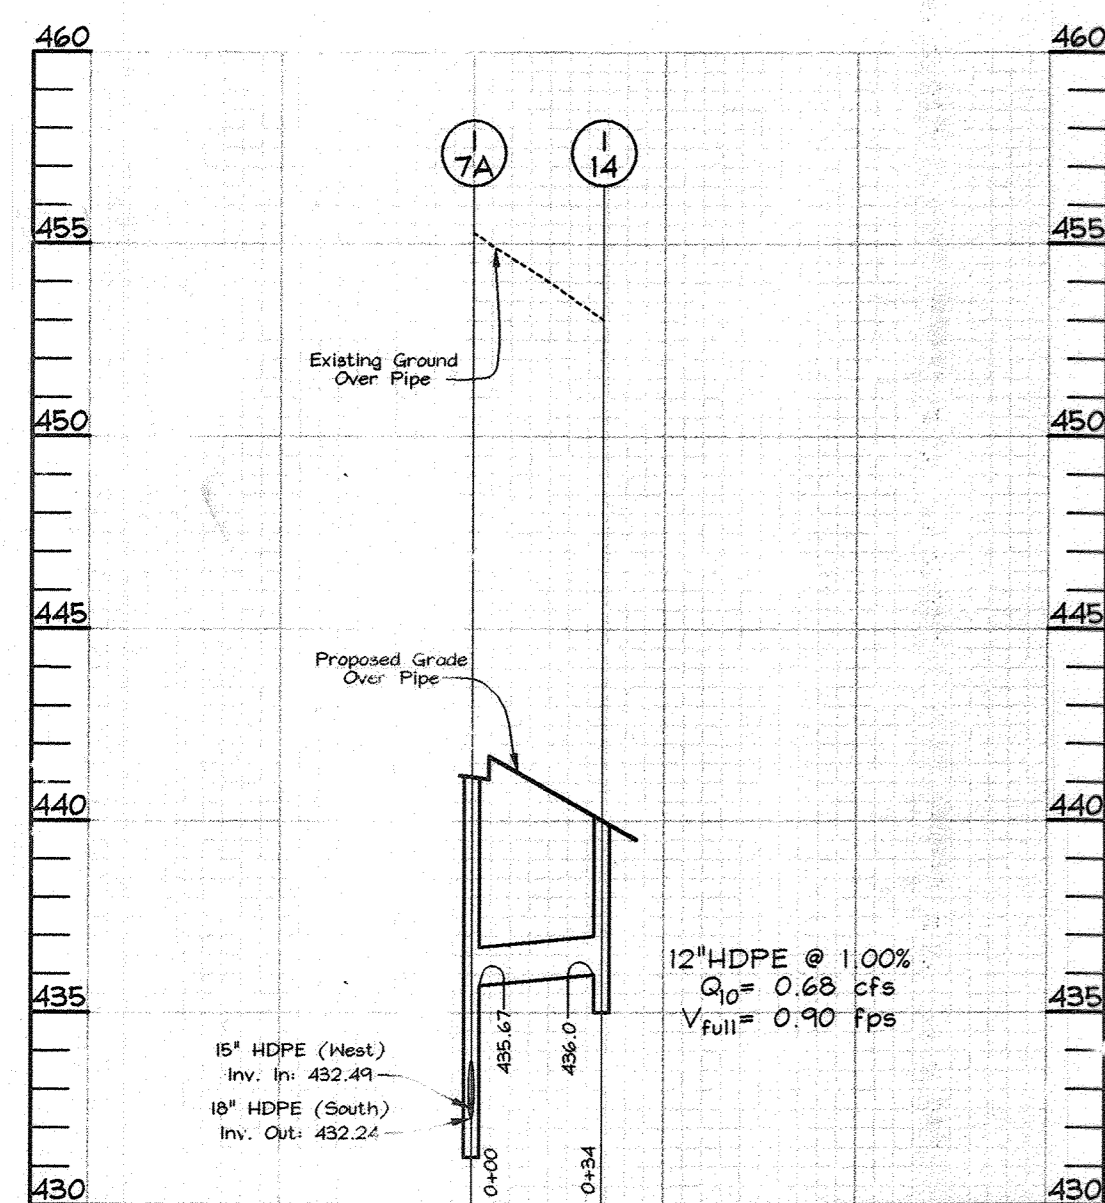 460
460
I
7A
I
14
455
455
Existing Ground
Over Pipe
450
450
445
445
Proposed Grade
Over Pipe
440
440
12"HDPE @ 1.00%
Q10= 0.68 cfs
Vfull= 0.90 fps
435
435
435.67
436.0
15" HDPE (West)
Inv. In: 432.49
18" HDPE (South)
Inv. Out: 432.24
0+00
0+34
430
430